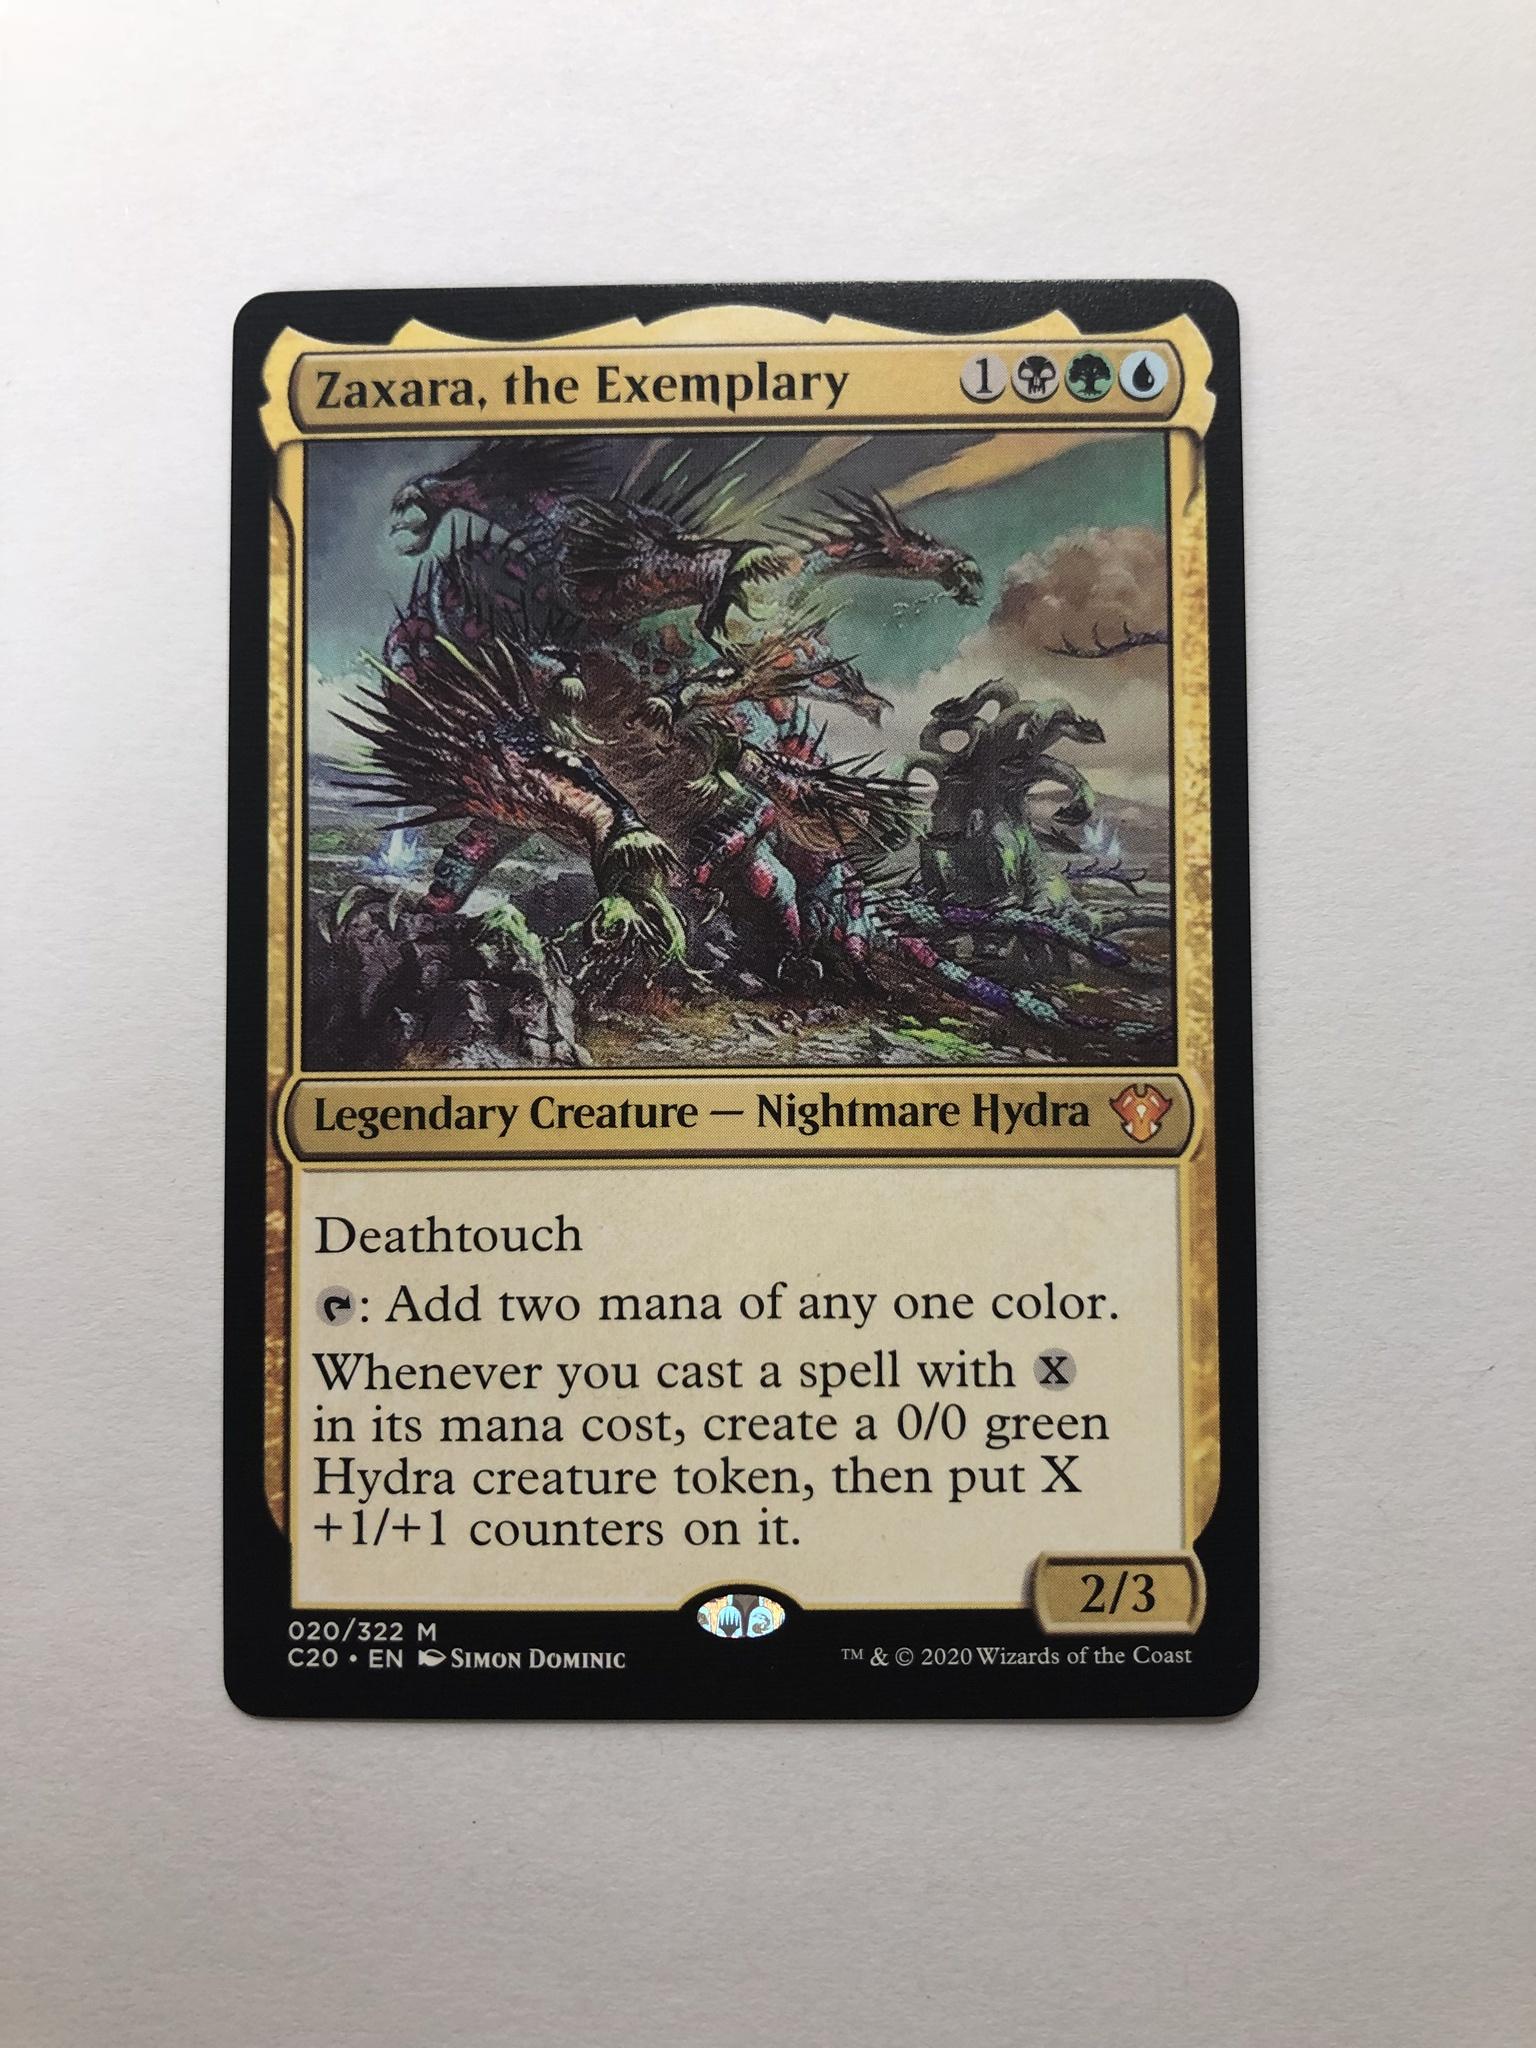 Zaxara, the Exemplary 1
Legendary Creature — Nightmare Hydra
Deathtouch
: Add two mana of any one color.
Whenever you cast a spell with X
in its mana cost, create a 0/0 green
Hydra creature token, then put X
+1/+1 counters on it.
2/3
020/322 M
C20 • EN SIMON DOMINIC
™ & © 2020 Wizards of the Coast